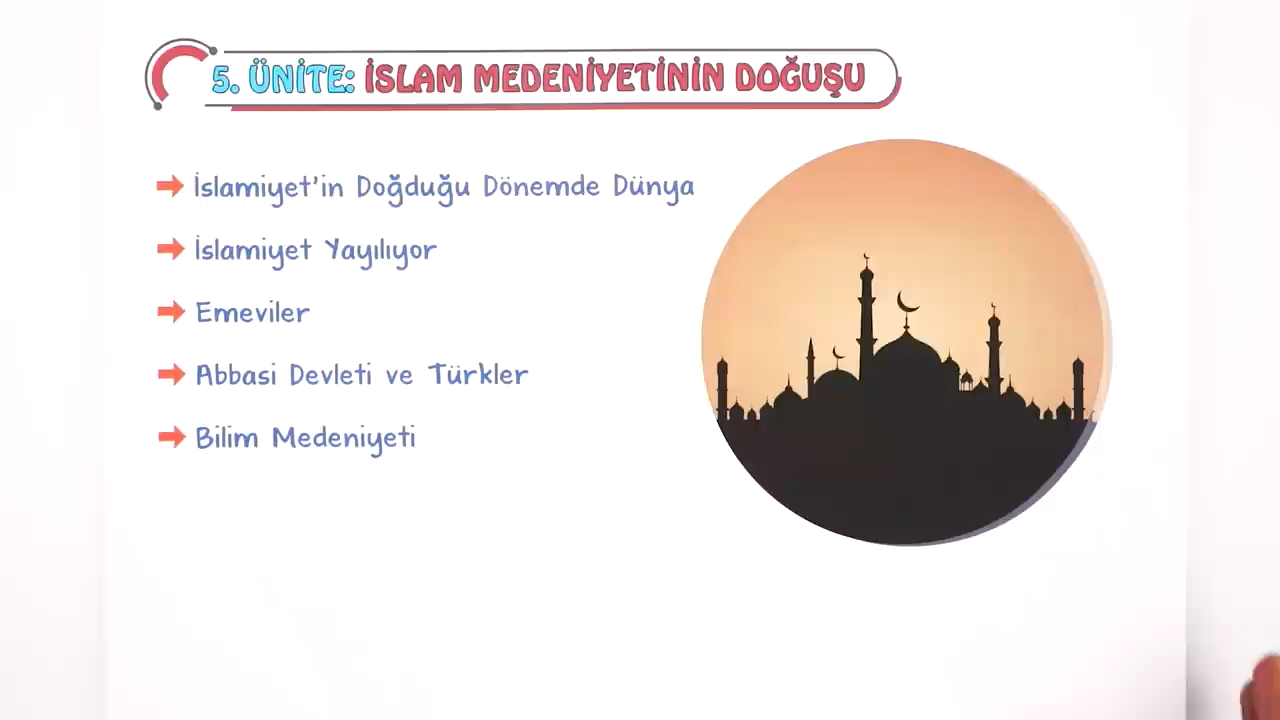 5. ÜNİTE: İSLAM MEDENİYETİNİN DOĞUŞU
İslamiyet'in Doğduğu Dönemde Dünya
İslamiyet Yayılıyor
Emeviler
Abbasi Devleti ve Türkler
Bilim Medeniyeti